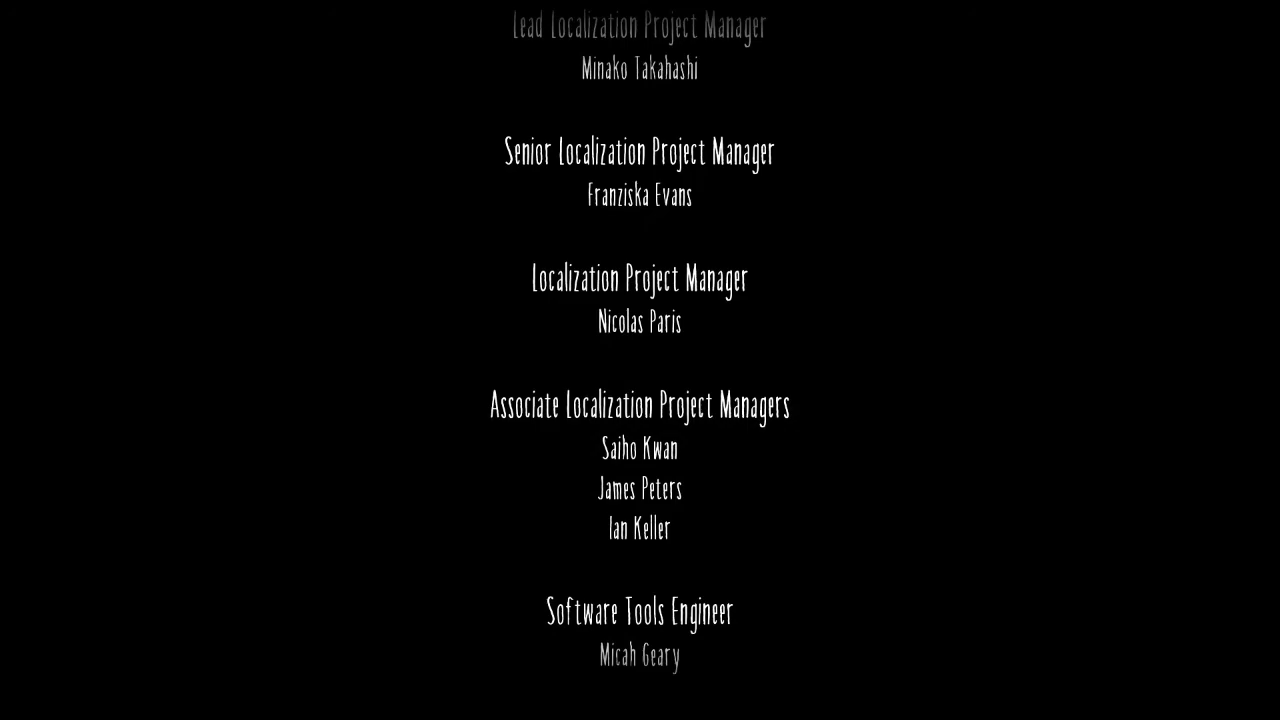 Lead Localization Project Manager
Minako Takahashi
Senior Localization Project Manager
Franziska Evans
Localization Project Manager
Nicolas Paris
Associate Localization Project Managers
Saiho Kwan
James Peters
Ian Keller
Software Tools Engineer
Micah Geary